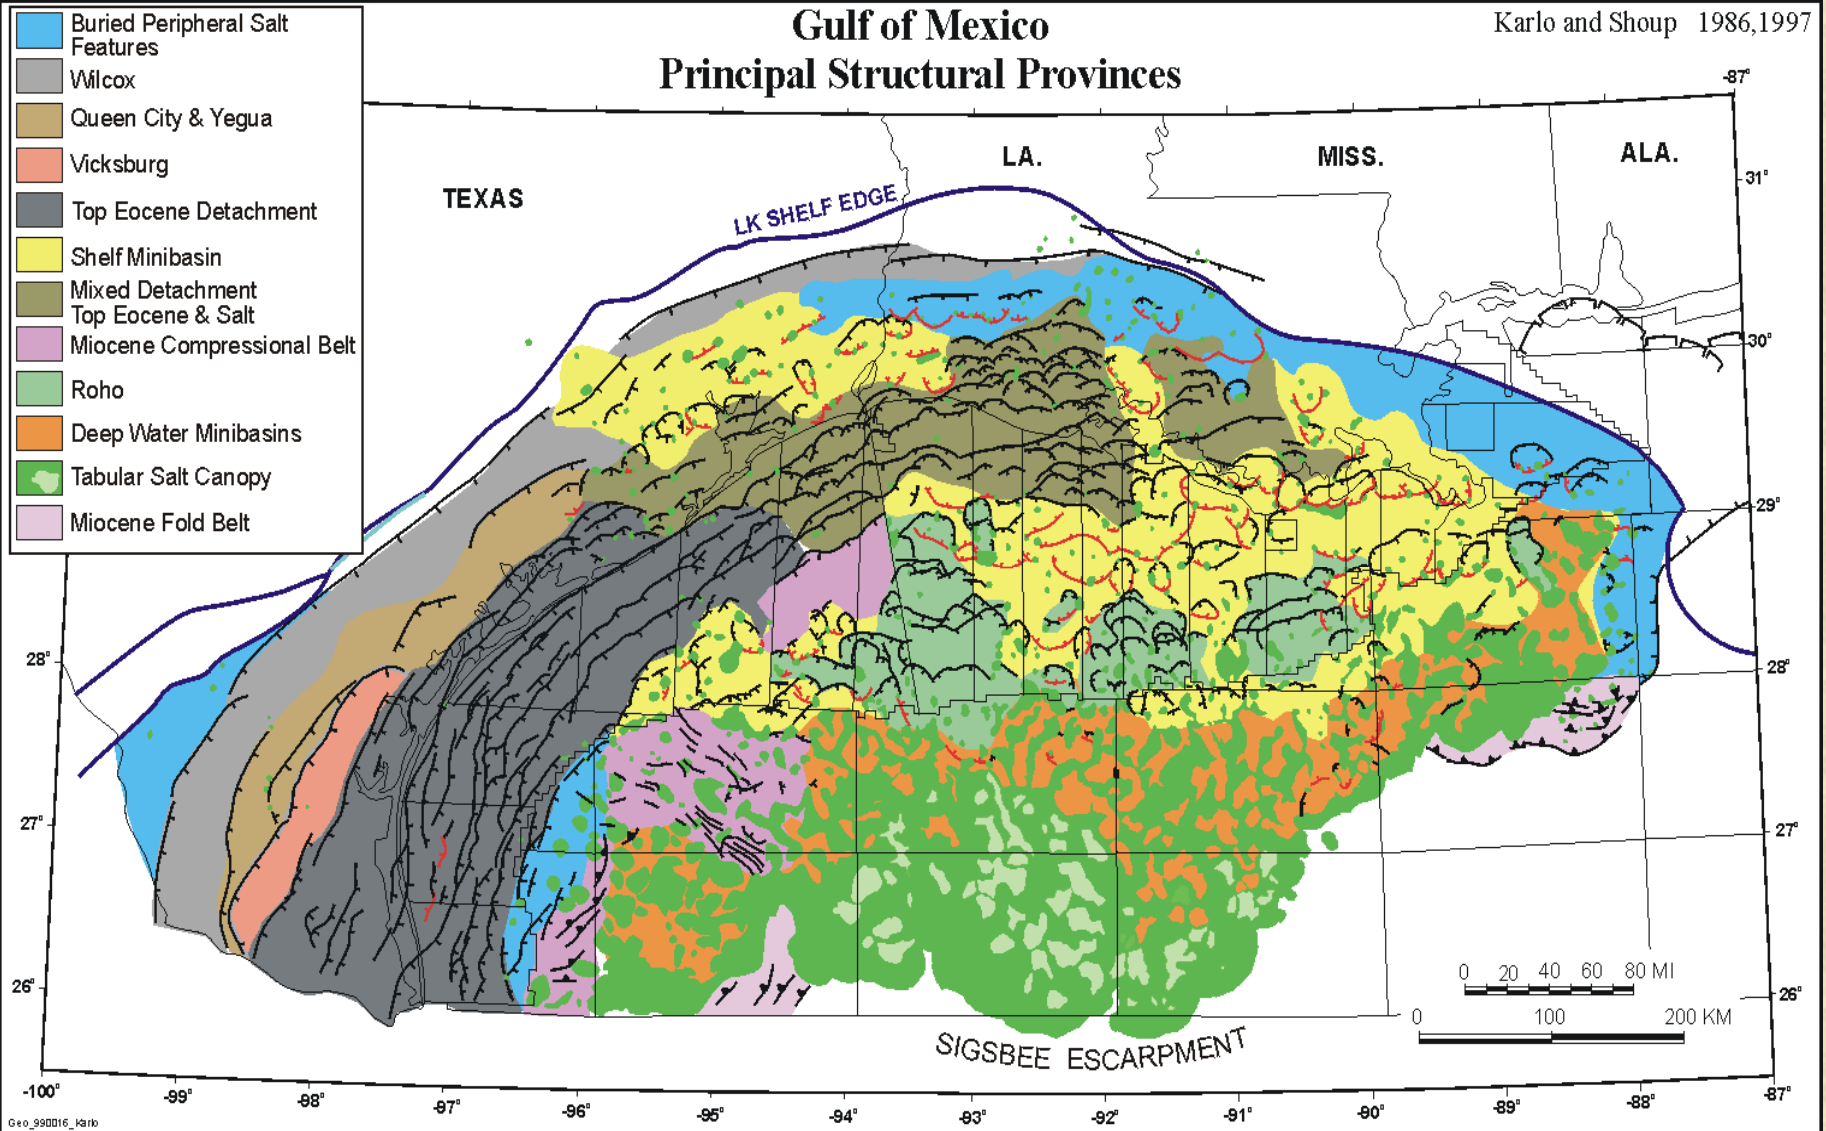 Gulf of Mexico
Principal Structural Provinces
Karlo and Shoup 1986,1997
Buried Peripheral Salt
Features
Wilcox
Queen City & Yegua
Vicksburg
Top Eocene Detachment
Shelf Minibasin
Mixed Detachment
Top Eocene & Salt
Miocene Compressional Belt
Roho
Deep Water Minibasins
Tabular Salt Canopy
Miocene Fold Belt
-87°
TEXAS
LA.
MISS.
ALA.
LK SHELF EDGE
31°
30°
29°
28°
28°
27°
27°
26°
26°
0 20 40 60 80 MI
0 100 200 KM
SIGSBEE ESCARPMENT
-100°
-99°
-98°
-97°
-96°
-95°
-94°
-93°
-92°
-91°
-90°
-89°
-88°
-87°
Geo_990016_Karlo